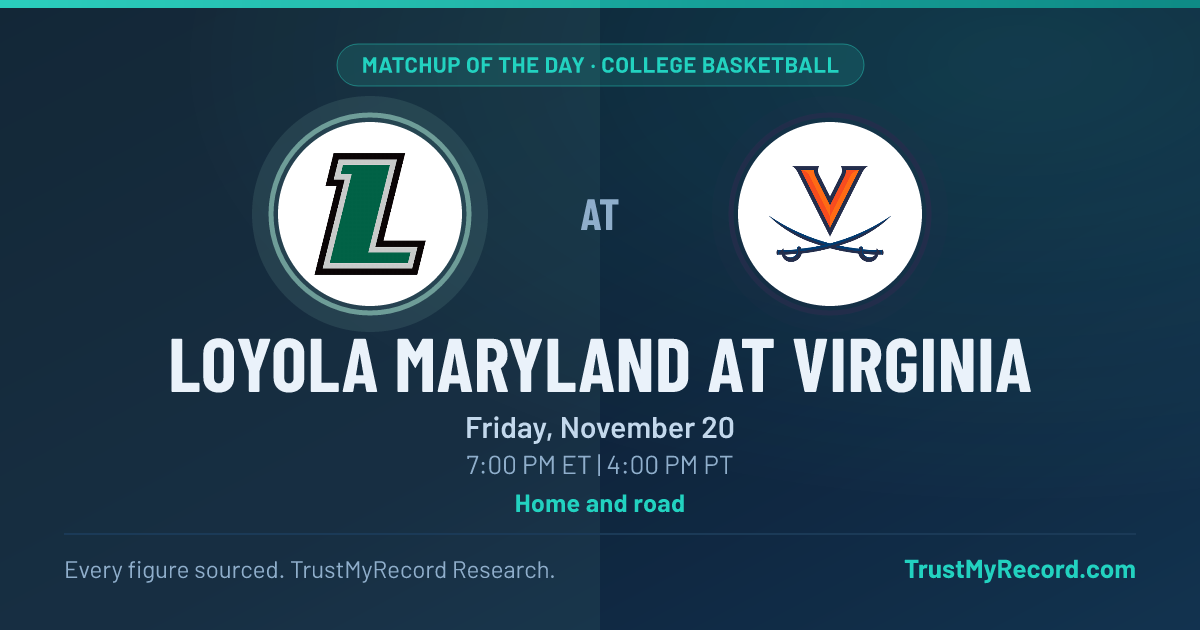 MATCHUP OF THE DAY · COLLEGE BASKETBALL
L
AT
V
LOYOLA MARYLAND AT VIRGINIA
Friday, November 20
7:00 PM ET | 4:00 PM PT
Home and road
Every figure sourced. TrustMyRecord Research.
TrustMyRecord.com